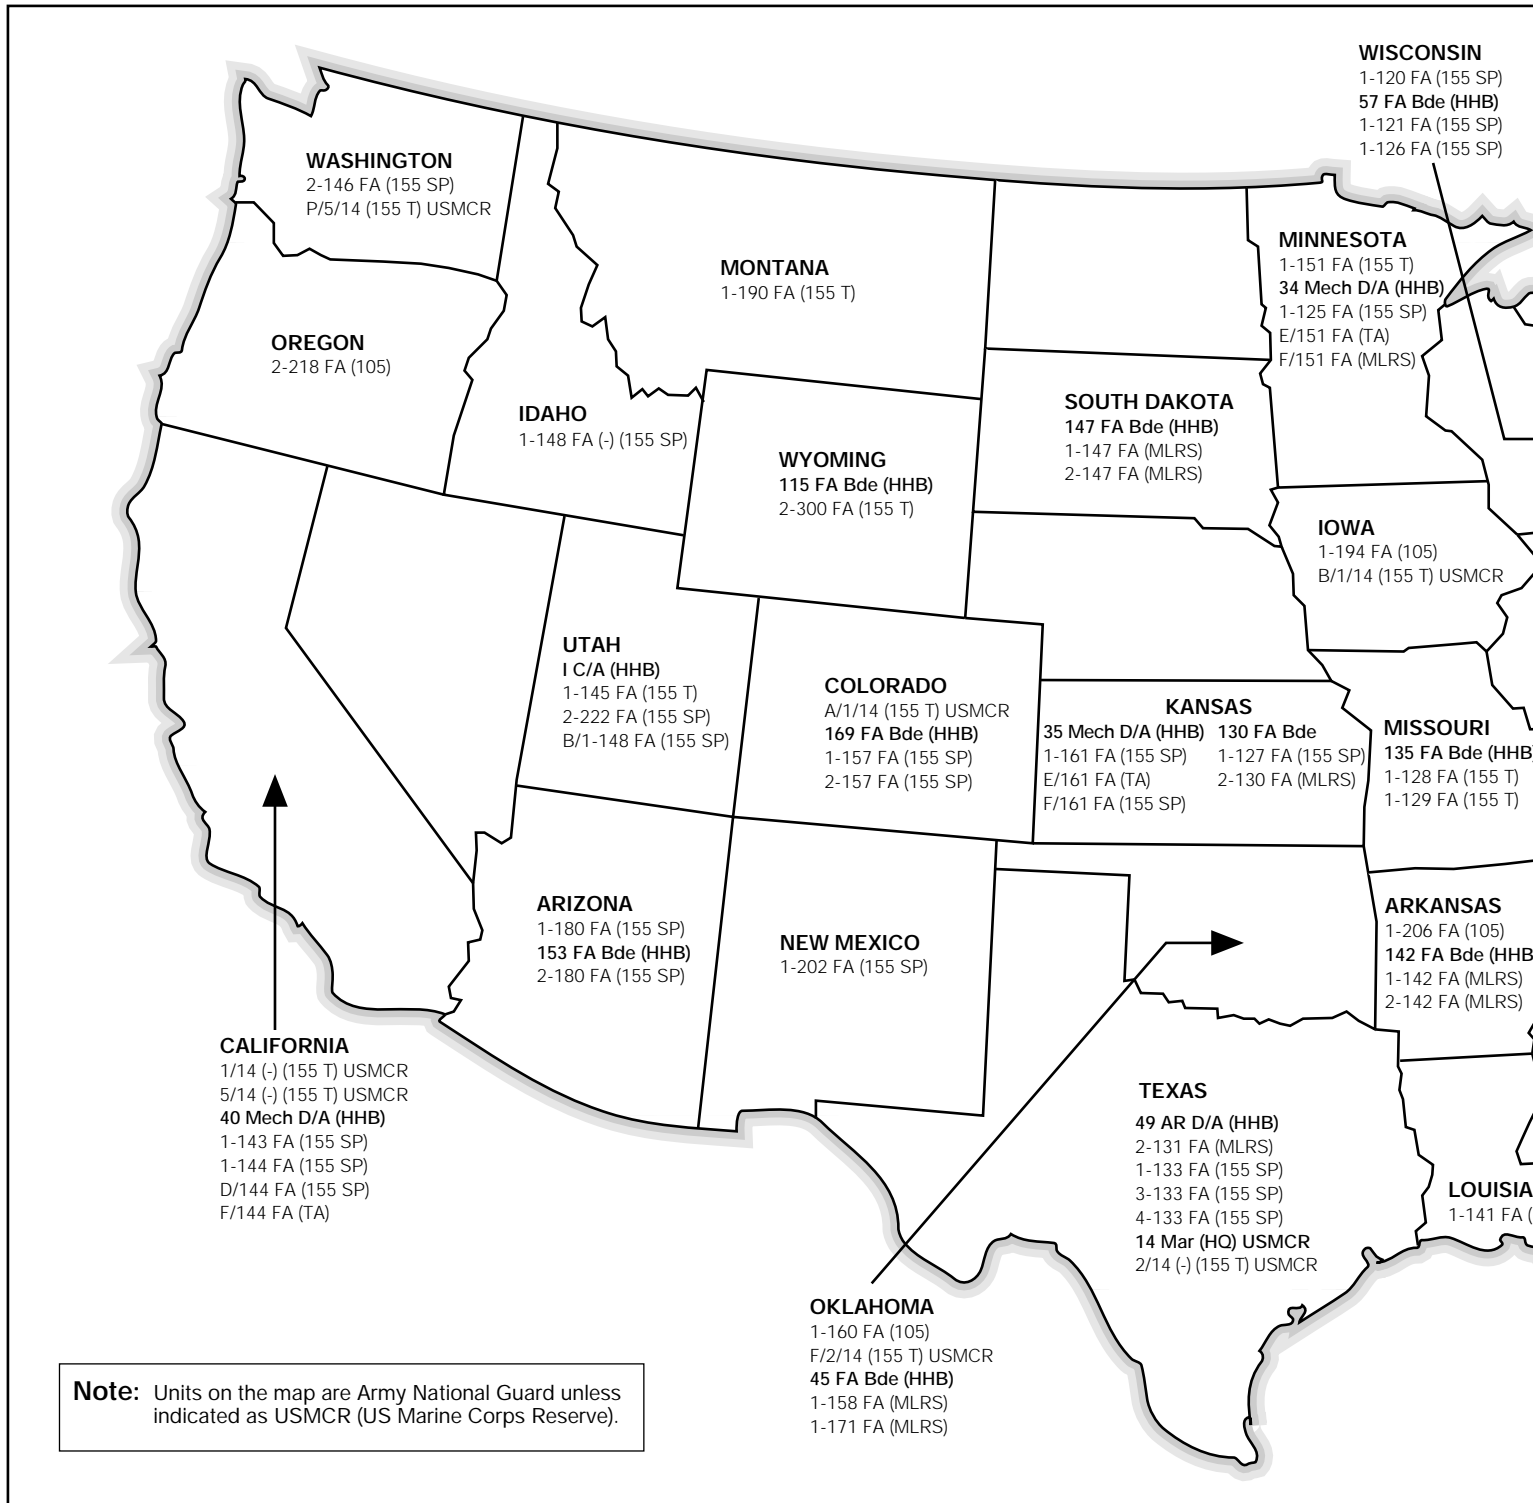 WISCONSIN
1-120 FA (155 SP)
57 FA Bde (HHB)
1-121 FA (155 SP)
1-126 FA (155 SP)
WASHINGTON
2-146 FA (155 SP)
P/5/14 (155 T) USMCR
MONTANA
1-190 FA (155 T)
MINNESOTA
1-151 FA (155 T)
34 Mech D/A (HHB)
1-125 FA (155 SP)
E/151 FA (TA)
F/151 FA (MLRS)
OREGON
2-218 FA (105)
IDAHO
1-148 FA (-) (155 SP)
SOUTH DAKOTA
147 FA Bde (HHB)
1-147 FA (MLRS)
2-147 FA (MLRS)
WYOMING
115 FA Bde (HHB)
2-300 FA (155 T)
IOWA
1-194 FA (105)
B/1/14 (155 T) USMCR
UTAH
I C/A (HHB)
1-145 FA (155 T)
2-222 FA (155 SP)
B/1-148 FA (155 SP)
COLORADO
A/1/14 (155 T) USMCR
169 FA Bde (HHB)
1-157 FA (155 SP)
2-157 FA (155 SP)
KANSAS
35 Mech D/A (HHB) 130 FA Bde
1-161 FA (155 SP) 1-127 FA (155 SP)
E/161 FA (TA) 2-130 FA (MLRS)
F/161 FA (155 SP)
MISSOURI
135 FA Bde (HHB)
1-128 FA (155 T)
1-129 FA (155 T)
ARIZONA
1-180 FA (155 SP)
153 FA Bde (HHB)
2-180 FA (155 SP)
NEW MEXICO
1-202 FA (155 SP)
ARKANSAS
1-206 FA (105)
142 FA Bde (HHB
1-142 FA (MLRS)
2-142 FA (MLRS)
CALIFORNIA
1/14 (-) (155 T) USMCR
5/14 (-) (155 T) USMCR
40 Mech D/A (HHB)
1-143 FA (155 SP)
1-144 FA (155 SP)
D/144 FA (155 SP)
F/144 FA (TA)
TEXAS
49 AR D/A (HHB)
2-131 FA (MLRS)
1-133 FA (155 SP)
3-133 FA (155 SP)
4-133 FA (155 SP)
14 Mar (HQ) USMCR
2/14 (-) (155 T) USMCR
LOUISIA
1-141 FA (
OKLAHOMA
1-160 FA (105)
F/2/14 (155 T) USMCR
45 FA Bde (HHB)
1-158 FA (MLRS)
1-171 FA (MLRS)
Note: Units on the map are Army National Guard unless
indicated as USMCR (US Marine Corps Reserve).